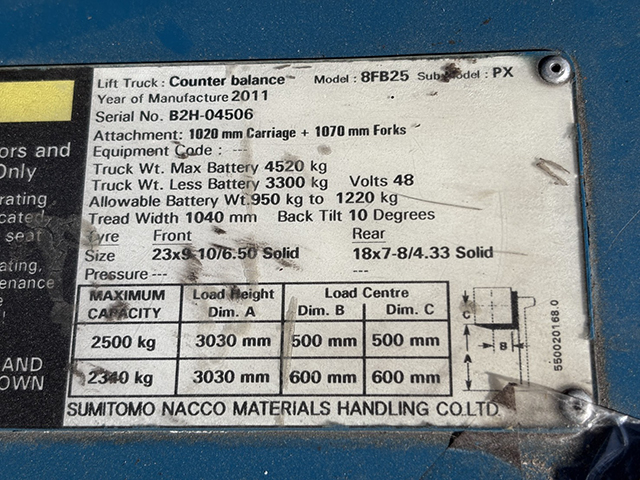 Lift Truck: Counter balance Model: 8FB25 Sub Model: PX
Year of Manufacture 2011
Serial No. B2H-04506
Attachment: 1020 mm Carriage + 1070 mm Forks
Equipment Code : ---
Truck Wt. Max Battery 4520 kg
Truck Wt. Less Battery 3300 kg Volts 48
Allowable Battery Wt. 950 kg to 1220 kg
Tread Width 1040 mm Back Tilt 10 Degrees
Tyre Front Rear
Size 23x9-10/6.50 Solid 18x7-8/4.33 Solid
Pressure --- ---
MAXIMUM CAPACITY Load Height Dim. A Load Centre Dim. B Dim. C
2500 kg 3030 mm 500 mm 500 mm
2340 kg 3030 mm 600 mm 600 mm
C
B
A
550020168.0
SUMITOMO NACCO MATERIALS HANDLING CO.LTD.
ors and
Only
rating
seat
ating,
enance
AND
OWN